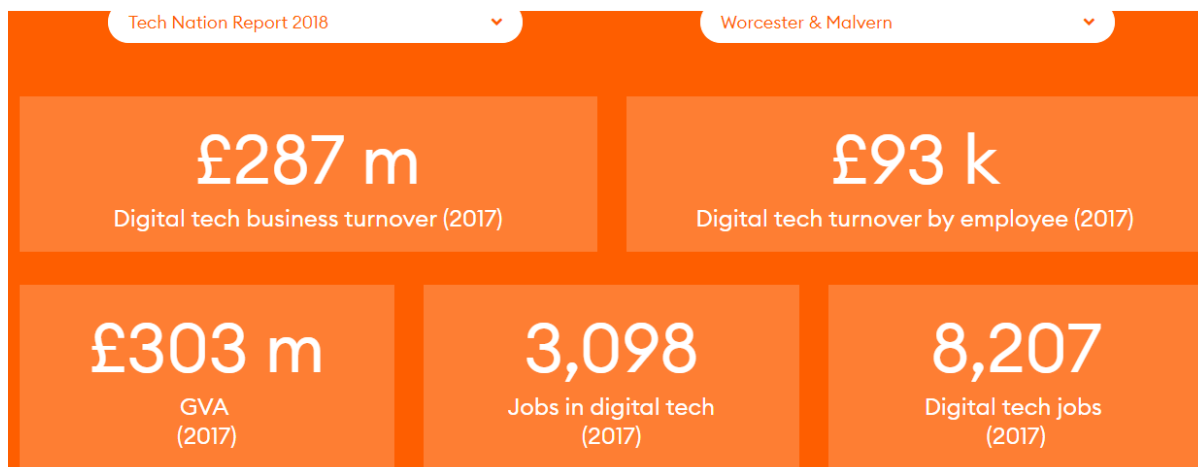 Tech Nation Report 2018
Worcester & Malvern
£287 m
Digital tech business turnover (2017)
£93 k
Digital tech turnover by employee (2017)
£303 m
GVA
(2017)
3,098
Jobs in digital tech
(2017)
8,207
Digital tech jobs
(2017)